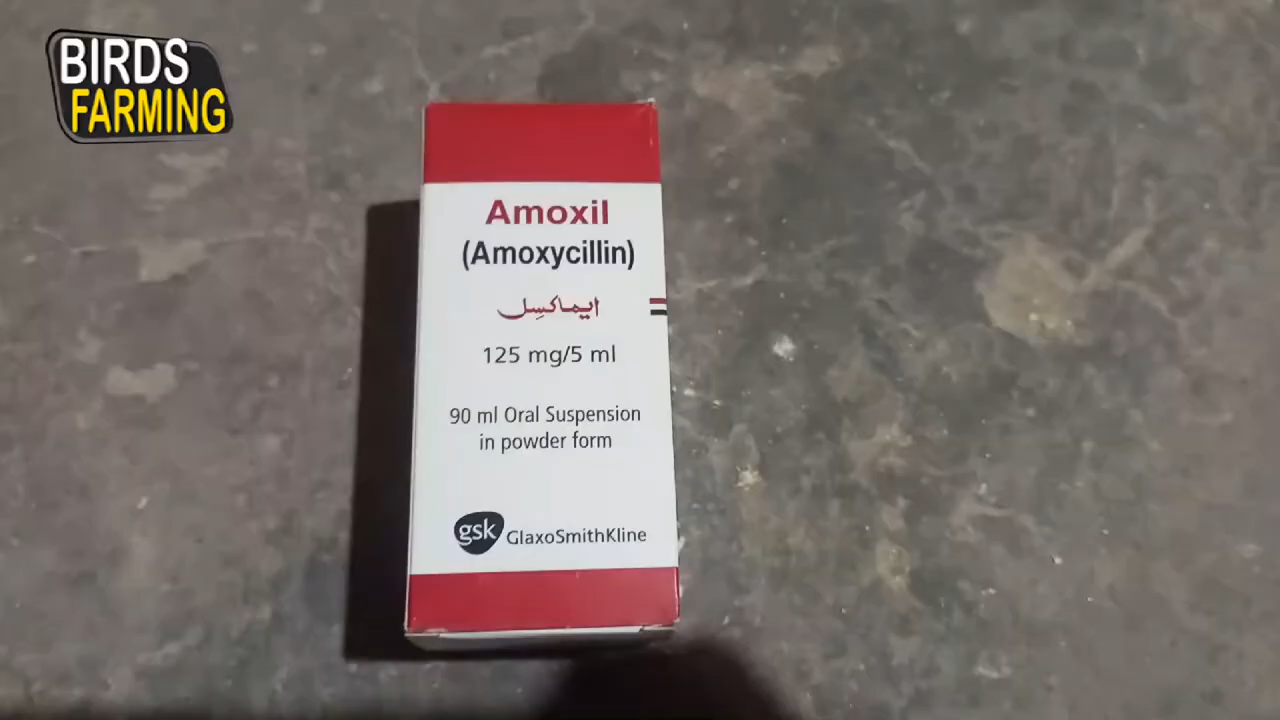 BIRDS
FARMING
Amoxil
(Amoxycillin)
ایماکسِل
125 mg/5 ml
90 ml Oral Suspension
in powder form
gsk GlaxoSmithKline